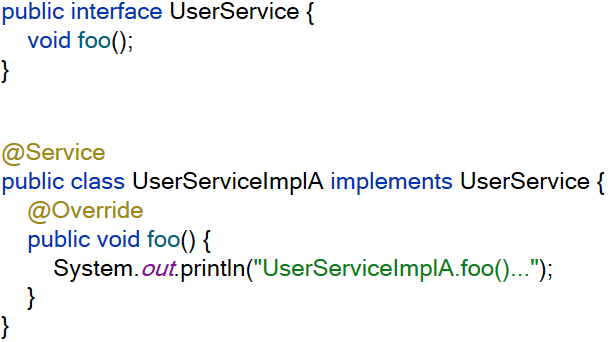 public interface UserService {
void foo();
}
@Service
public class UserServiceImplA implements UserService {
@Override
public void foo() {
System.out.println("UserServiceImplA.foo()...");
}
}